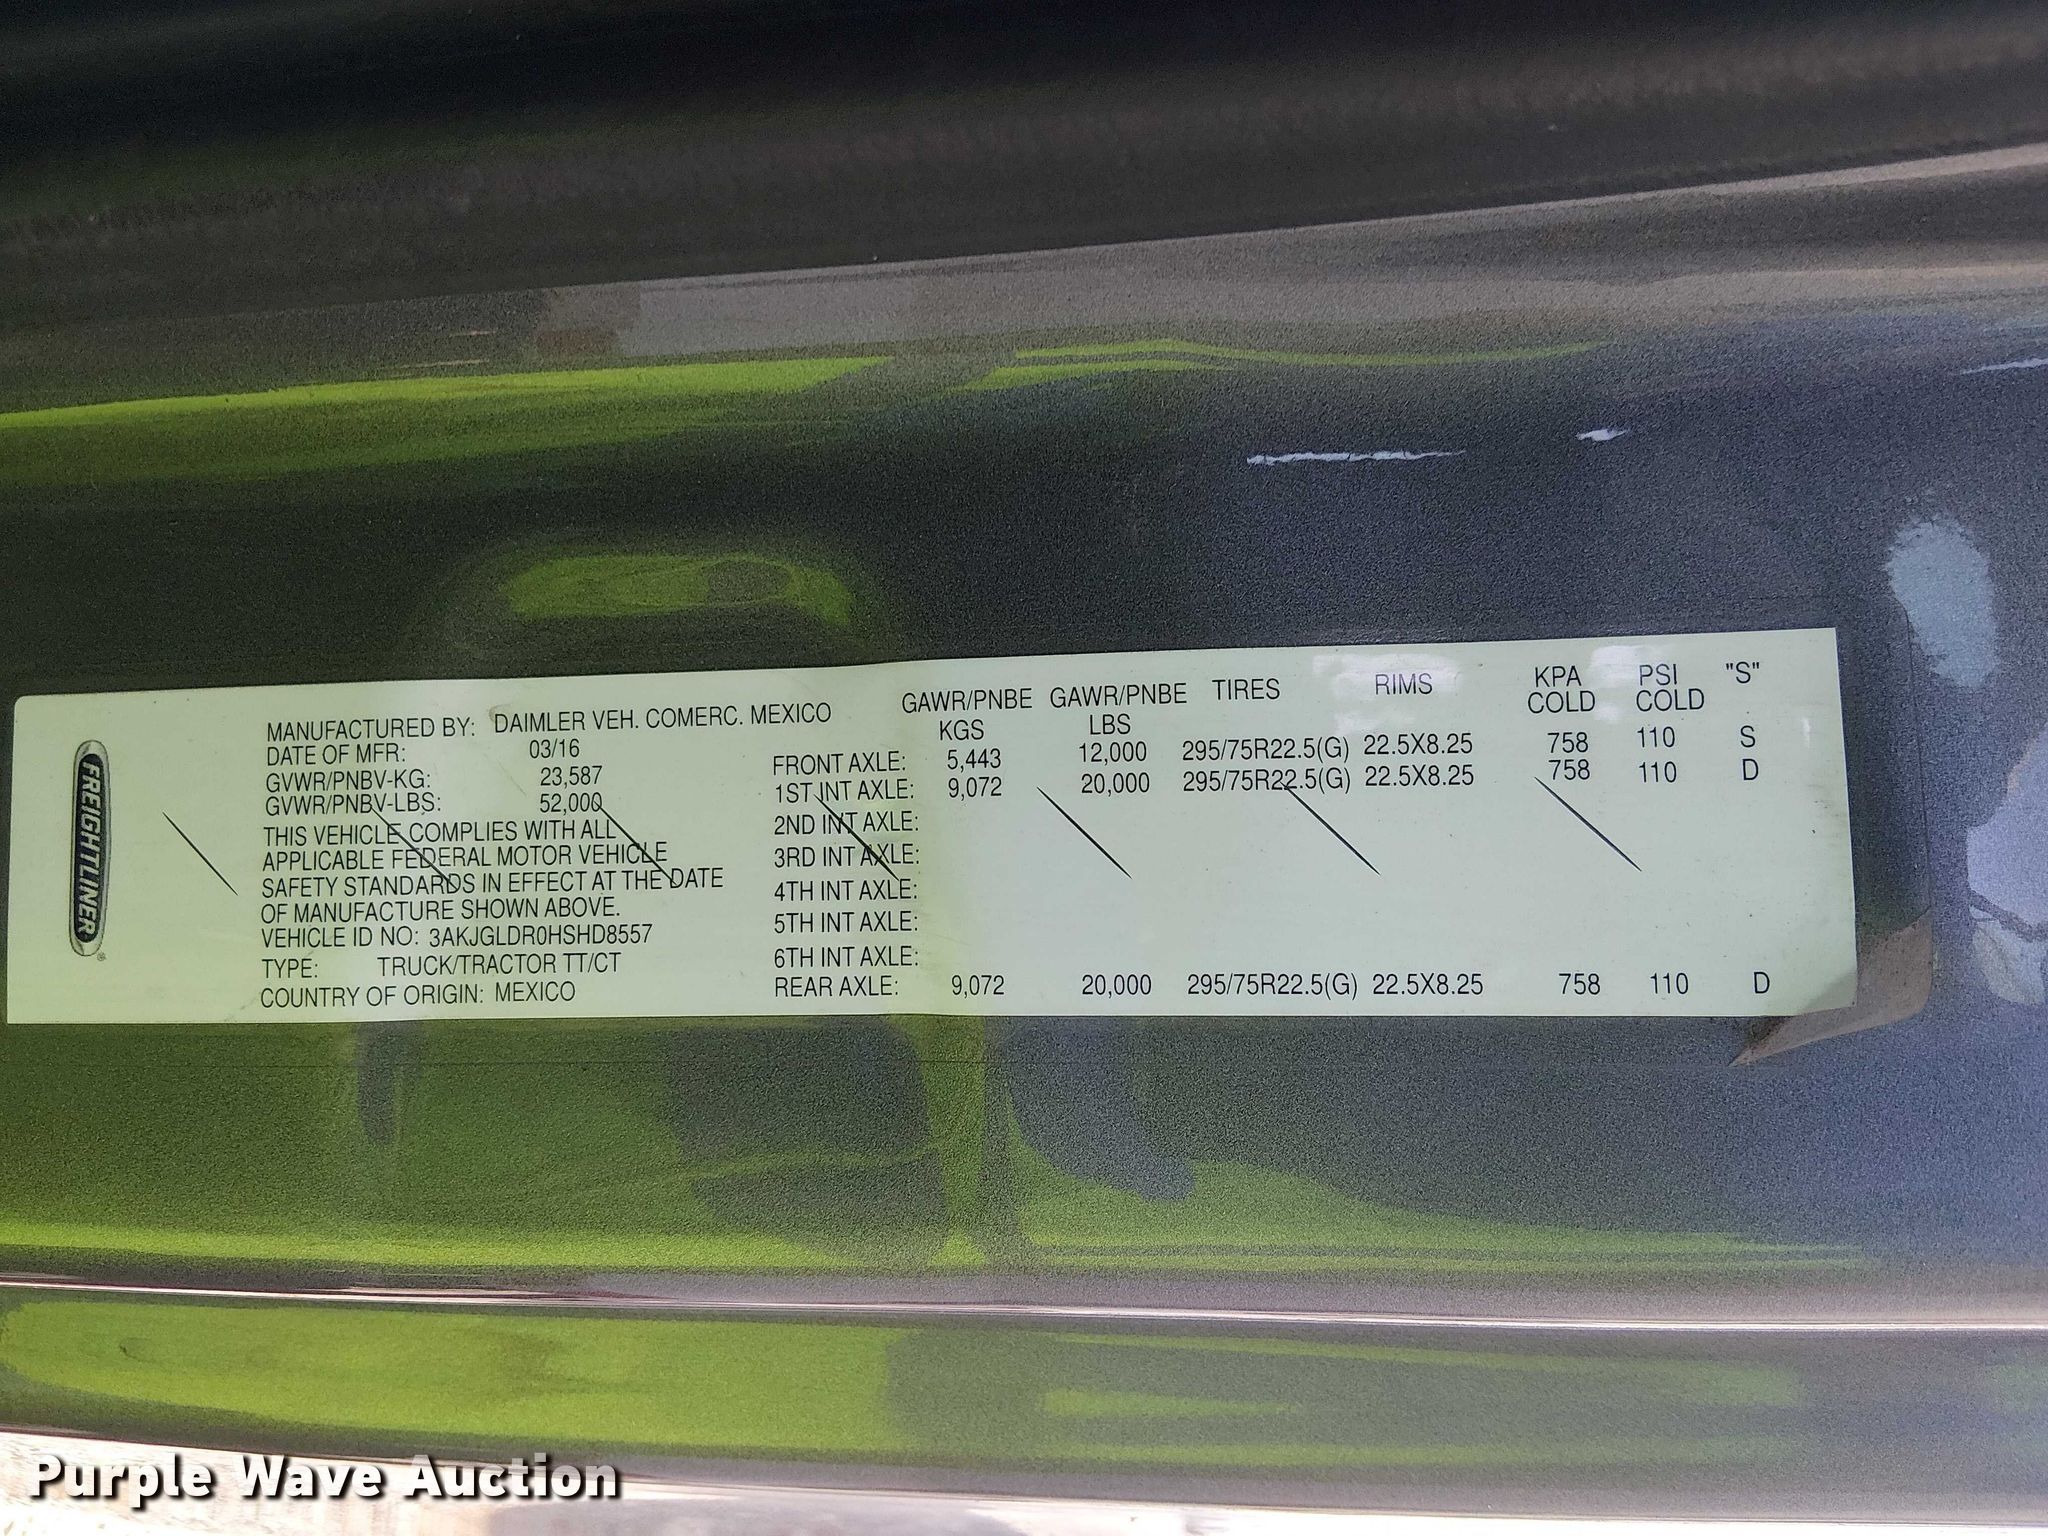 FREIGHTLINER®
MANUFACTURED BY: DAIMLER VEH. COMERC. MEXICO
DATE OF MFR: 03/16
GVWR/PNBV-KG: 23,587
GVWR/PNBV-LBS: 52,000
THIS VEHICLE COMPLIES WITH ALL
APPLICABLE FEDERAL MOTOR VEHICLE
SAFETY STANDARDS IN EFFECT AT THE DATE
OF MANUFACTURE SHOWN ABOVE.
VEHICLE ID NO: 3AKJGLDR0HSHD8557
TYPE: TRUCK/TRACTOR TT/CT
COUNTRY OF ORIGIN: MEXICO
GAWR/PNBE GAWR/PNBE TIRES RIMS KPA PSI "S"
KGS LBS COLD COLD
FRONT AXLE: 5,443 12,000 295/75R22.5(G) 22.5X8.25 758 110 S
1ST INT AXLE: 9,072 20,000 295/75R22.5(G) 22.5X8.25 758 110 D
2ND INT AXLE:
3RD INT AXLE:
4TH INT AXLE:
5TH INT AXLE:
6TH INT AXLE:
REAR AXLE: 9,072 20,000 295/75R22.5(G) 22.5X8.25 758 110 D
Purple Wave Auction